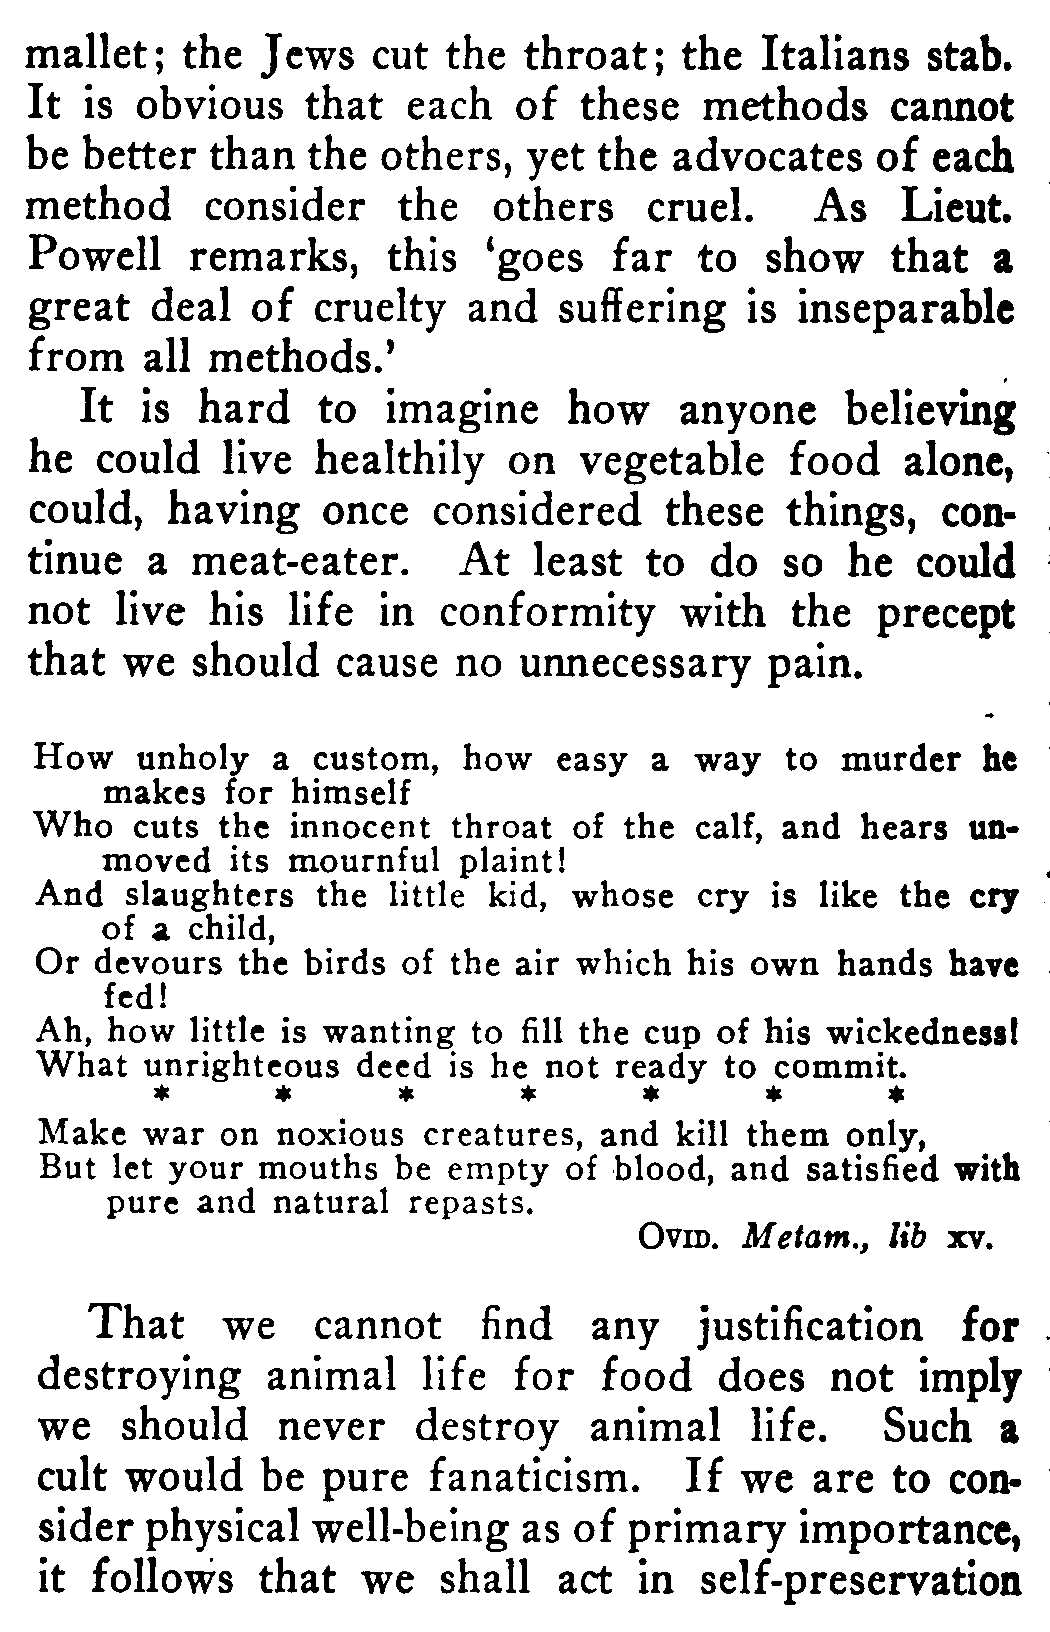 mallet; the Jews cut the throat; the Italians stab.
It is obvious that each of these methods cannot
be better than the others, yet the advocates of each
method consider the others cruel. As Lieut.
Powell remarks, this ‘goes far to show that a
great deal of cruelty and suffering is inseparable
from all methods.’
It is hard to imagine how anyone believing
he could live healthily on vegetable food alone,
could, having once considered these things, con-
tinue a meat-eater. At least to do so he could
not live his life in conformity with the precept
that we should cause no unnecessary pain.
How unholy a custom, how easy a way to murder he
makes for himself
Who cuts the innocent throat of the calf, and hears un-
moved its mournful plaint!
And slaughters the little kid, whose cry is like the cry
of a child,
Or devours the birds of the air which his own hands have
fed!
Ah, how little is wanting to fill the cup of his wickedness!
What unrighteous deed is he not ready to commit.
* * * * * * *
Make war on noxious creatures, and kill them only,
But let your mouths be empty of blood, and satisfied with
pure and natural repasts.
OVID. Metam., lib xv.
That we cannot find any justification for
destroying animal life for food does not imply
we should never destroy animal life. Such a
cult would be pure fanaticism. If we are to con-
sider physical well-being as of primary importance,
it follows that we shall act in self-preservation